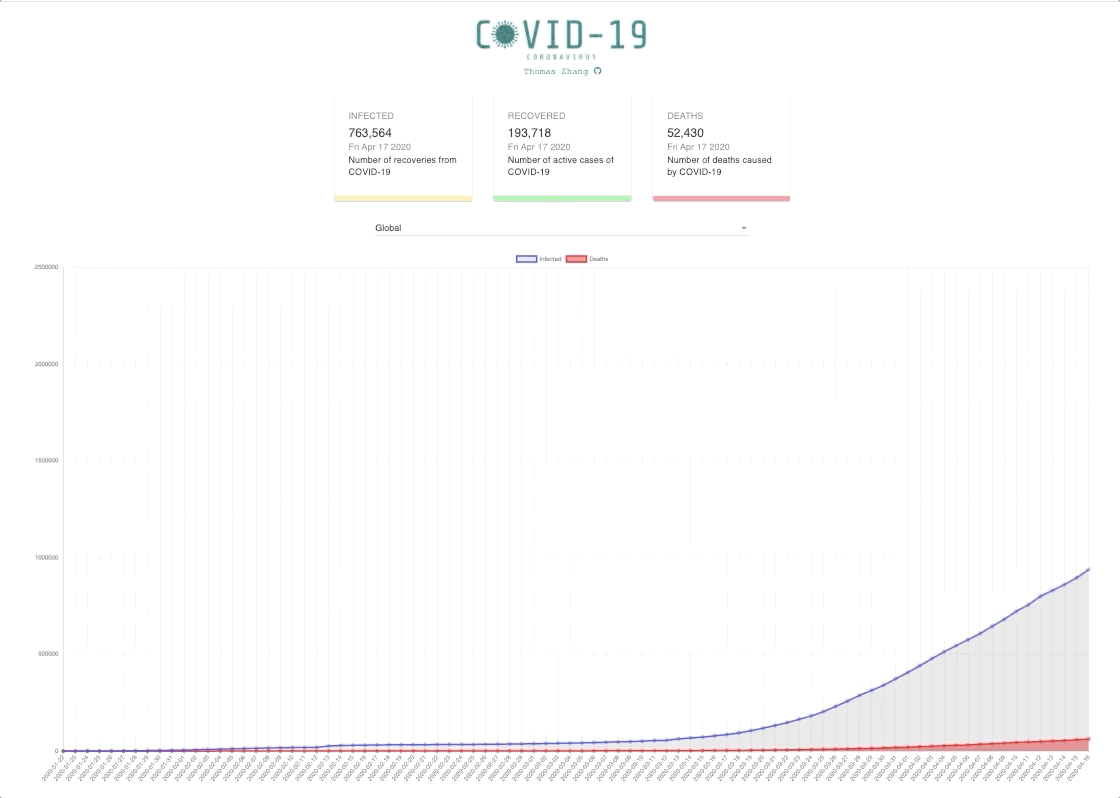 COVID-19
CORONAVIRUS
Thomas Zhang
INFECTED
763,564
Fri Apr 17 2020
Number of recoveries from
COVID-19
RECOVERED
193,718
Fri Apr 17 2020
Number of active cases of
COVID-19
DEATHS
52,430
Fri Apr 17 2020
Number of deaths caused
by COVID-19
Global
Infected Deaths
2500000
2000000
1500000
1000000
500000
0
2020-01-22 2020-01-23 2020-01-24 2020-01-25 2020-01-26 2020-01-27 2020-01-28 2020-01-29 2020-01-30 2020-01-31 2020-02-01 2020-02-02 2020-02-03 2020-02-04 2020-02-05 2020-02-06 2020-02-07 2020-02-08 2020-02-09 2020-02-10 2020-02-11 2020-02-12 2020-02-13 2020-02-14 2020-02-15 2020-02-16 2020-02-17 2020-02-18 2020-02-19 2020-02-20 2020-02-21 2020-02-22 2020-02-23 2020-02-24 2020-02-25 2020-02-26 2020-02-27 2020-02-28 2020-02-29 2020-03-01 2020-03-02 2020-03-03 2020-03-04 2020-03-05 2020-03-06 2020-03-07 2020-03-08 2020-03-09 2020-03-10 2020-03-11 2020-03-12 2020-03-13 2020-03-14 2020-03-15 2020-03-16 2020-03-17 2020-03-18 2020-03-19 2020-03-20 2020-03-21 2020-03-22 2020-03-23 2020-03-24 2020-03-25 2020-03-26 2020-03-27 2020-03-28 2020-03-29 2020-03-30 2020-03-31 2020-04-01 2020-04-02 2020-04-03 2020-04-04 2020-04-05 2020-04-06 2020-04-07 2020-04-08 2020-04-09 2020-04-10 2020-04-11 2020-04-12 2020-04-13 2020-04-14 2020-04-15 2020-04-16